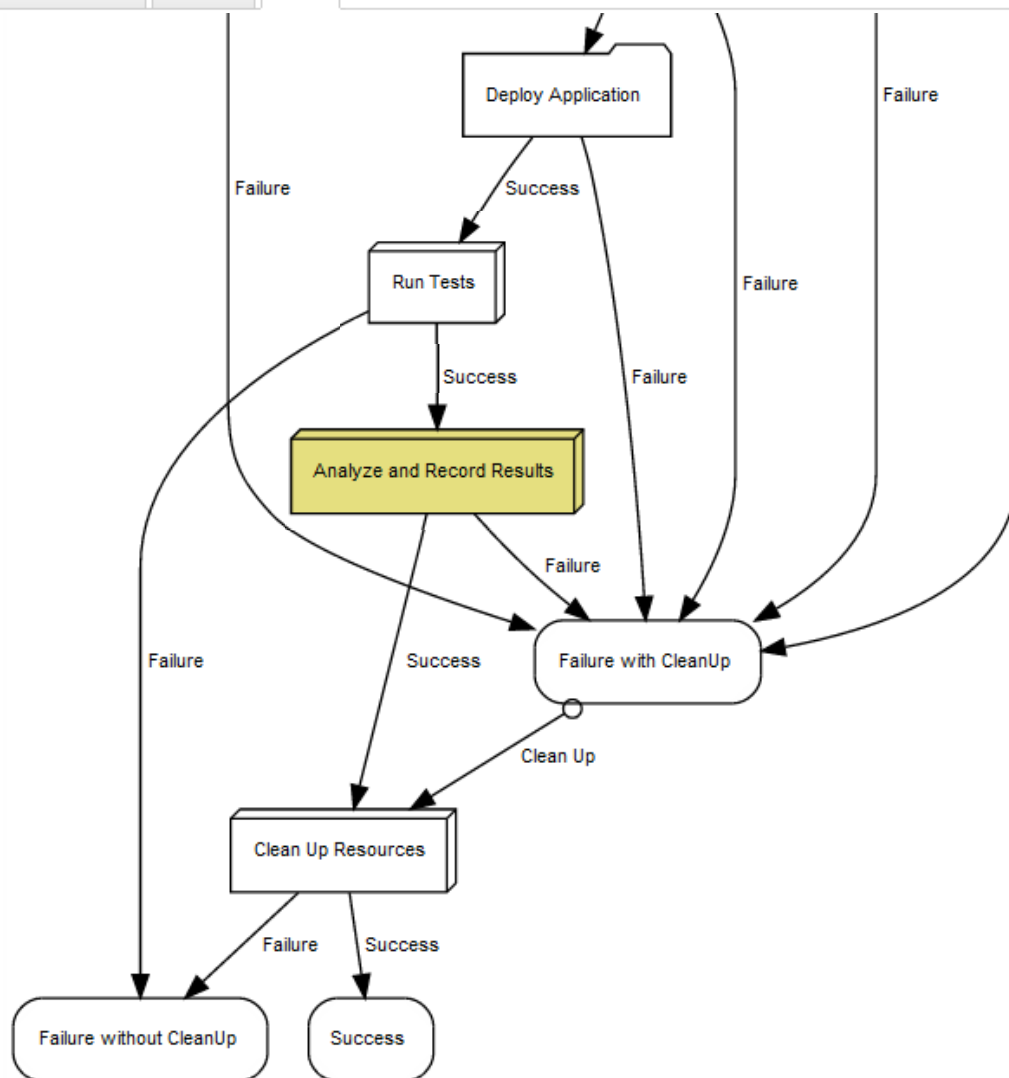 Deploy Application
Failure
Failure
Success
Failure
Run Tests
Success
Failure
Analyze and Record Results
Failure
Failure
Success
Failure with CleanUp
Clean Up
Clean Up Resources
Failure
Success
Failure without CleanUp
Success